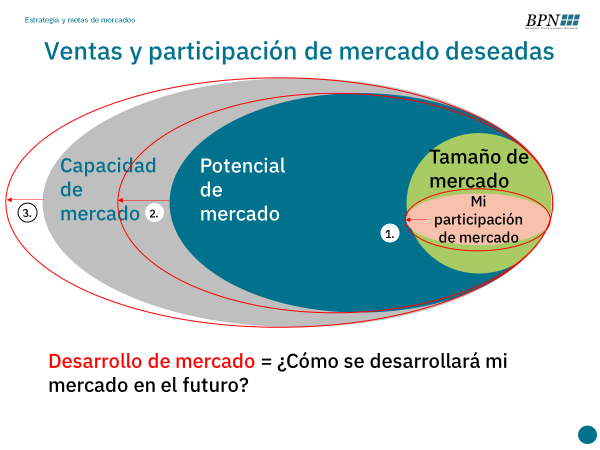 Estrategia y metas de mercadeo
BPN
Ventas y participación de mercado deseadas
Capacidad
de
mercado
Potencial
de
mercado
Tamaño de
mercado
Mi
participación
de mercado
3.
2.
1.
Desarrollo de mercado = ¿Cómo se desarrollará mi
mercado en el futuro?